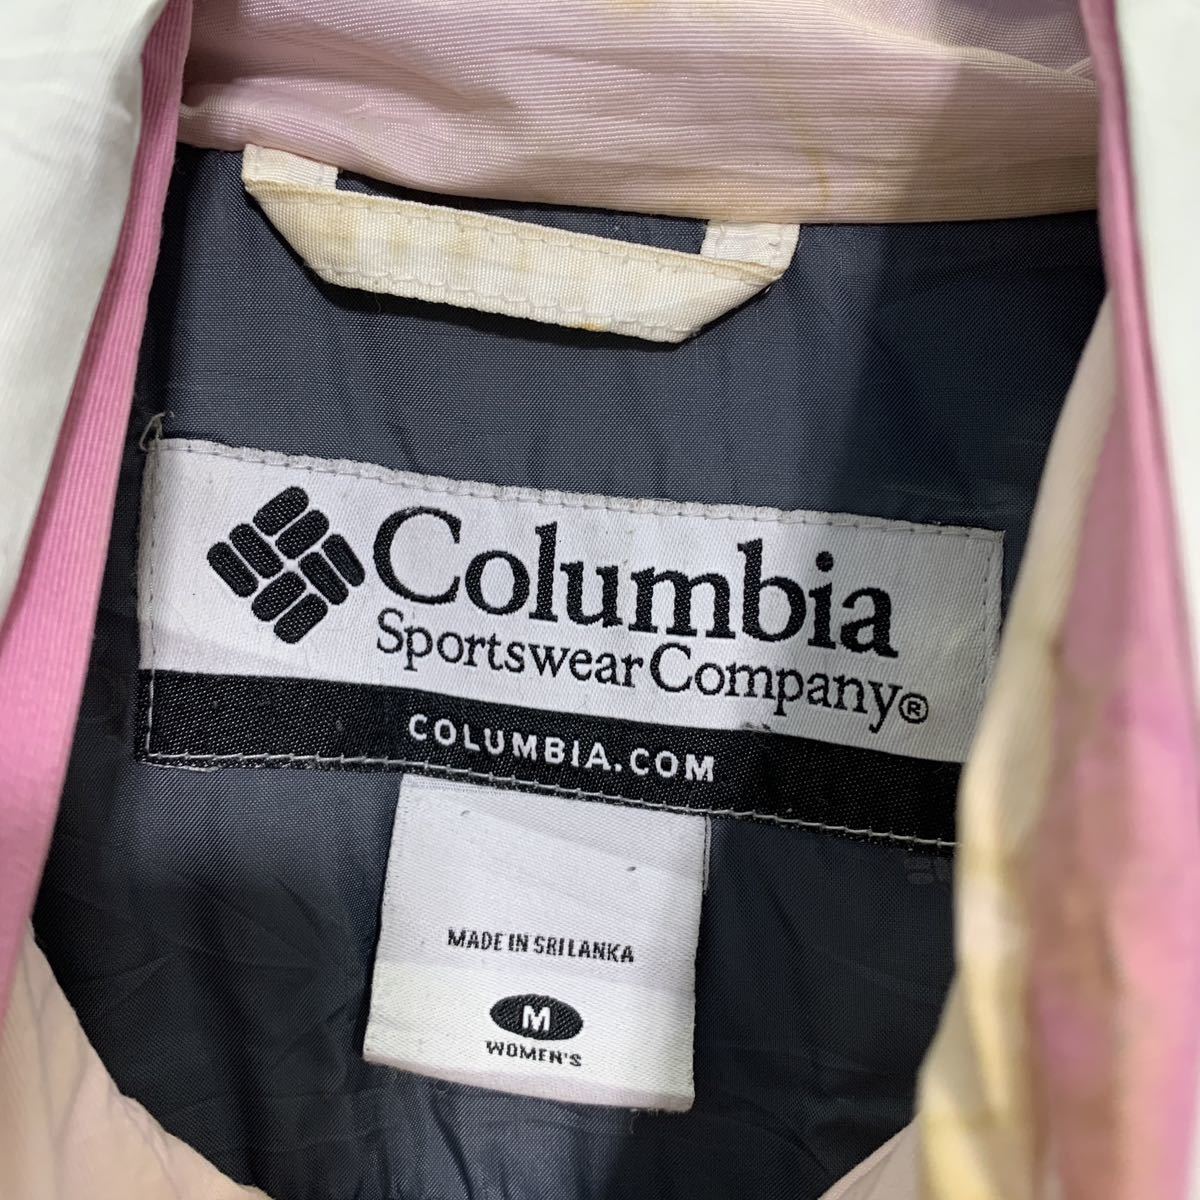 Columbia
Sportswear Company®
COLUMBIA.COM
MADE IN SRI LANKA
M
WOMEN'S